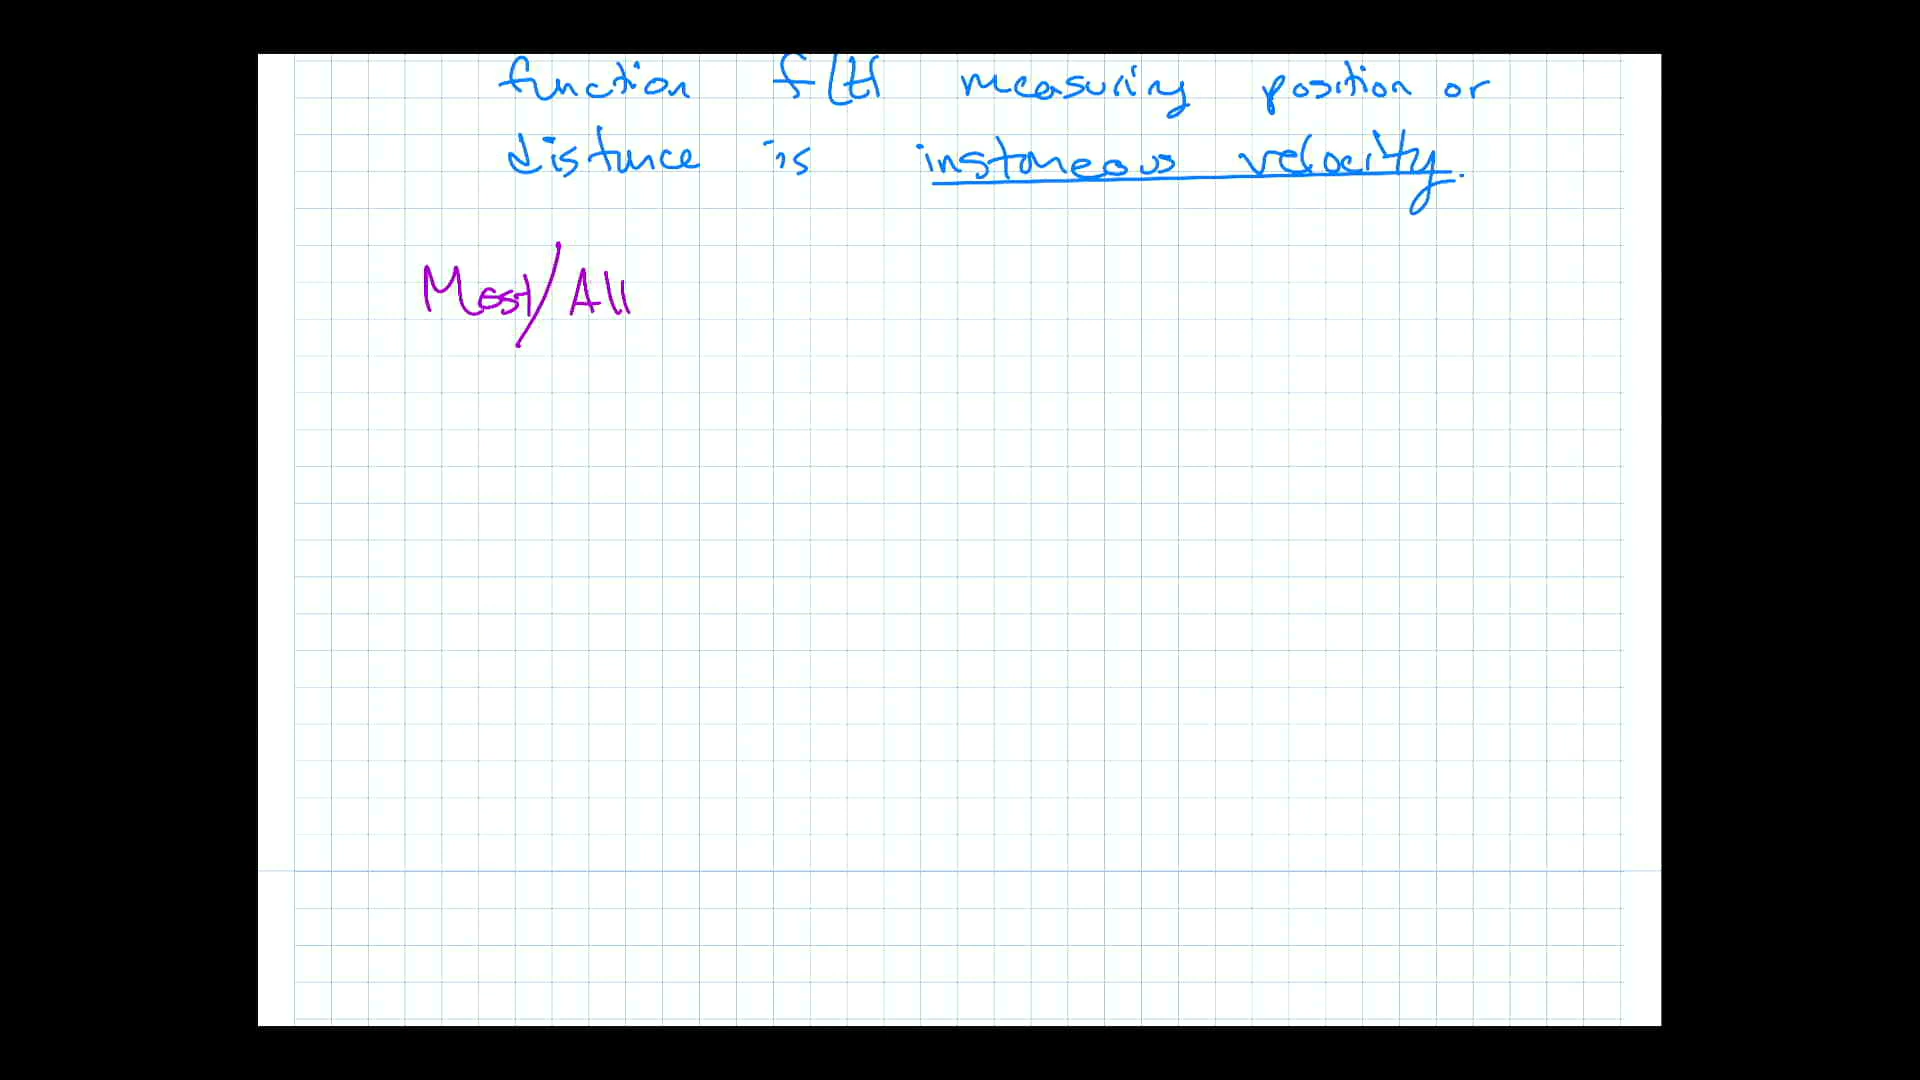 function f(t) measuring position or
distance is instaneous velocity.
Most/All